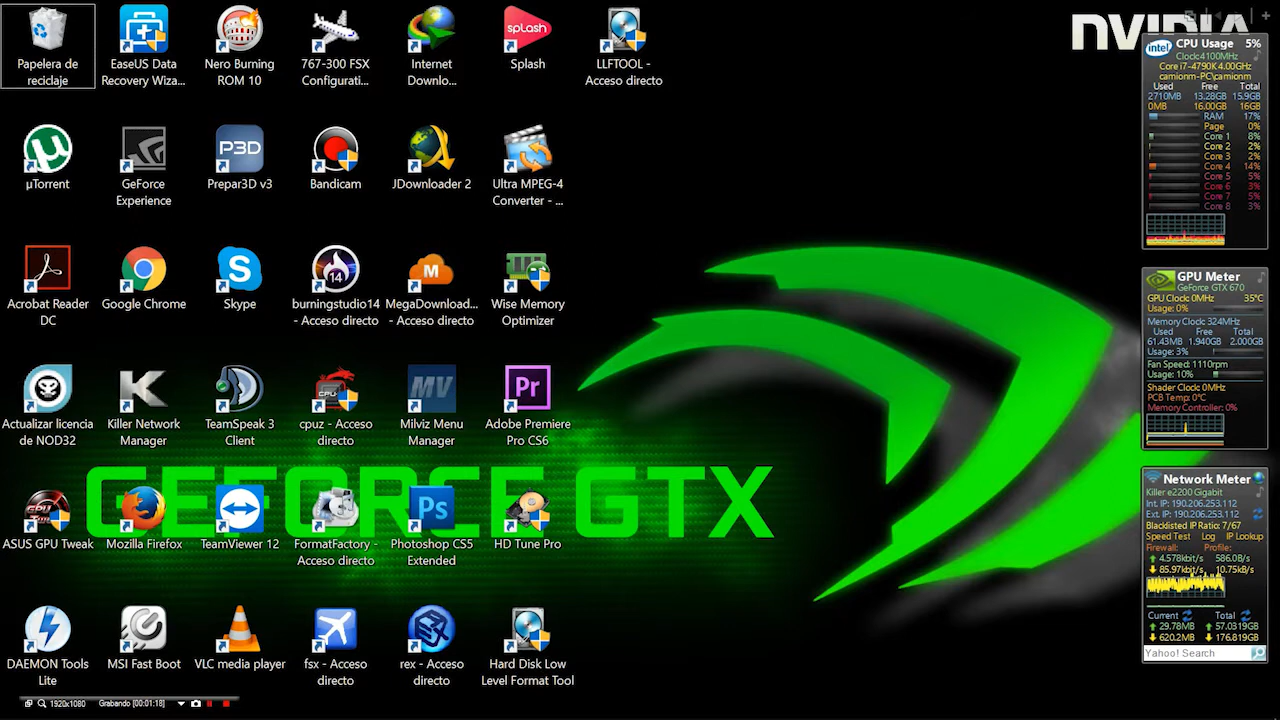 Papelera de
reciclaje
EaseUS Data
Recovery Wiza...
Nero Burning
ROM 10
767-300 FSX
Configurati...
Internet
Downlo...
Splash
LLFTOOL -
Acceso directo
splash
µTorrent
GeForce
Experience
P3D
Prepar3D v3
Bandicam
JDownloader 2
Ultra MPEG-4
Converter - ...
Acrobat Reader
DC
Google Chrome
Skype
14
burningstudio14
- Acceso directo
M
MegaDownload...
- Acceso directo
Wise Memory
Optimizer
Actualizar licencia
de NOD32
Killer Network
Manager
TeamSpeak 3
Client
CPU
cpuz - Acceso
directo
MV
Milviz Menu
Manager
Pr
Adobe Premiere
Pro CS6
GEFORCE GTX
ASUS GPU Tweak
Mozilla Firefox
TeamViewer 12
FormatFactory -
Acceso directo
Ps
Photoshop CS5
Extended
HD Tune Pro
DAEMON Tools
Lite
MSI Fast Boot
VLC media player
fsx - Acceso
directo
rex - Acceso
directo
Hard Disk Low
Level Format Tool
1920x1080 Grabando [00:01:18]
NVIDIA
intel
CPU Usage 5%
Clock:4100MHz
Core i7-4790K 4.00GHz
camionm-PC\camionm
Used Free Total
2710MB 13.28GB 15.9GB
0MB 16.00GB 16GB
RAM 17%
Page 0%
Core 1 8%
Core 2 2%
Core 3 2%
Core 4 14%
Core 5 5%
Core 6 3%
Core 7 5%
Core 8 3%
GPU Meter
GeForce GTX 670
GPU Clock: 0MHz 35°C
Usage: 0%
Memory Clock: 324MHz
Used Free Total
61.43MB 1.940GB 2.000GB
Usage: 3%
Fan Speed: 1110rpm
Usage: 10%
Shader Clock: 0MHz
PCB Temp: 0°C
Memory Controller: 0%
Network Meter
Killer e2200 Gigabit
Int. IP: 190.206.253.112
Ext. IP: 190.206.253.112
Blacklisted IP Ratio: 7/67
Speed Test Log IP Lookup
Firewall: Profile:
4.578kbit/s 586.0B/s
85.97kbit/s 10.75kB/s
Current Total
29.78MB 57.0319GB
620.2MB 176.819GB
Yahoo! Search